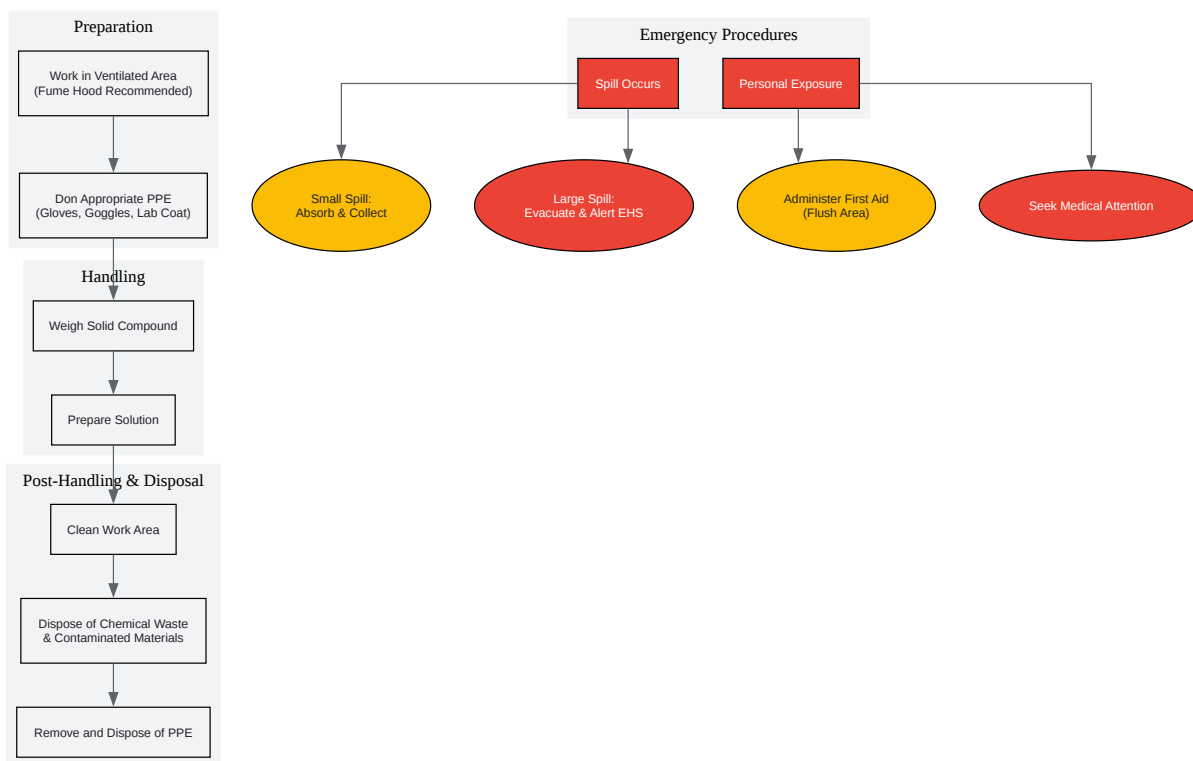 Preparation
Work in Ventilated Area
(Fume Hood Recommended)
Don Appropriate PPE
(Gloves, Goggles, Lab Coat)
Handling
Weigh Solid Compound
Prepare Solution
Post-Handling & Disposal
Clean Work Area
Dispose of Chemical Waste
& Contaminated Materials
Remove and Dispose of PPE
Emergency Procedures
Spill Occurs
Personal Exposure
Small Spill:
Absorb & Collect
Large Spill:
Evacuate & Alert EHS
Administer First Aid
(Flush Area)
Seek Medical Attention